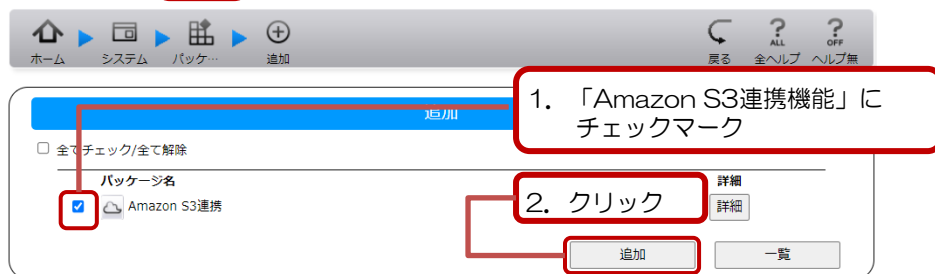 ホーム システム パッケ… 追加 戻る ALL 全ヘルプ OFF ヘルプ無
追加
1. 「Amazon S3連携機能」に
チェックマーク
全てチェック/全て解除
パッケージ名 詳細
Amazon S3連携 詳細
2. クリック
追加 一覧